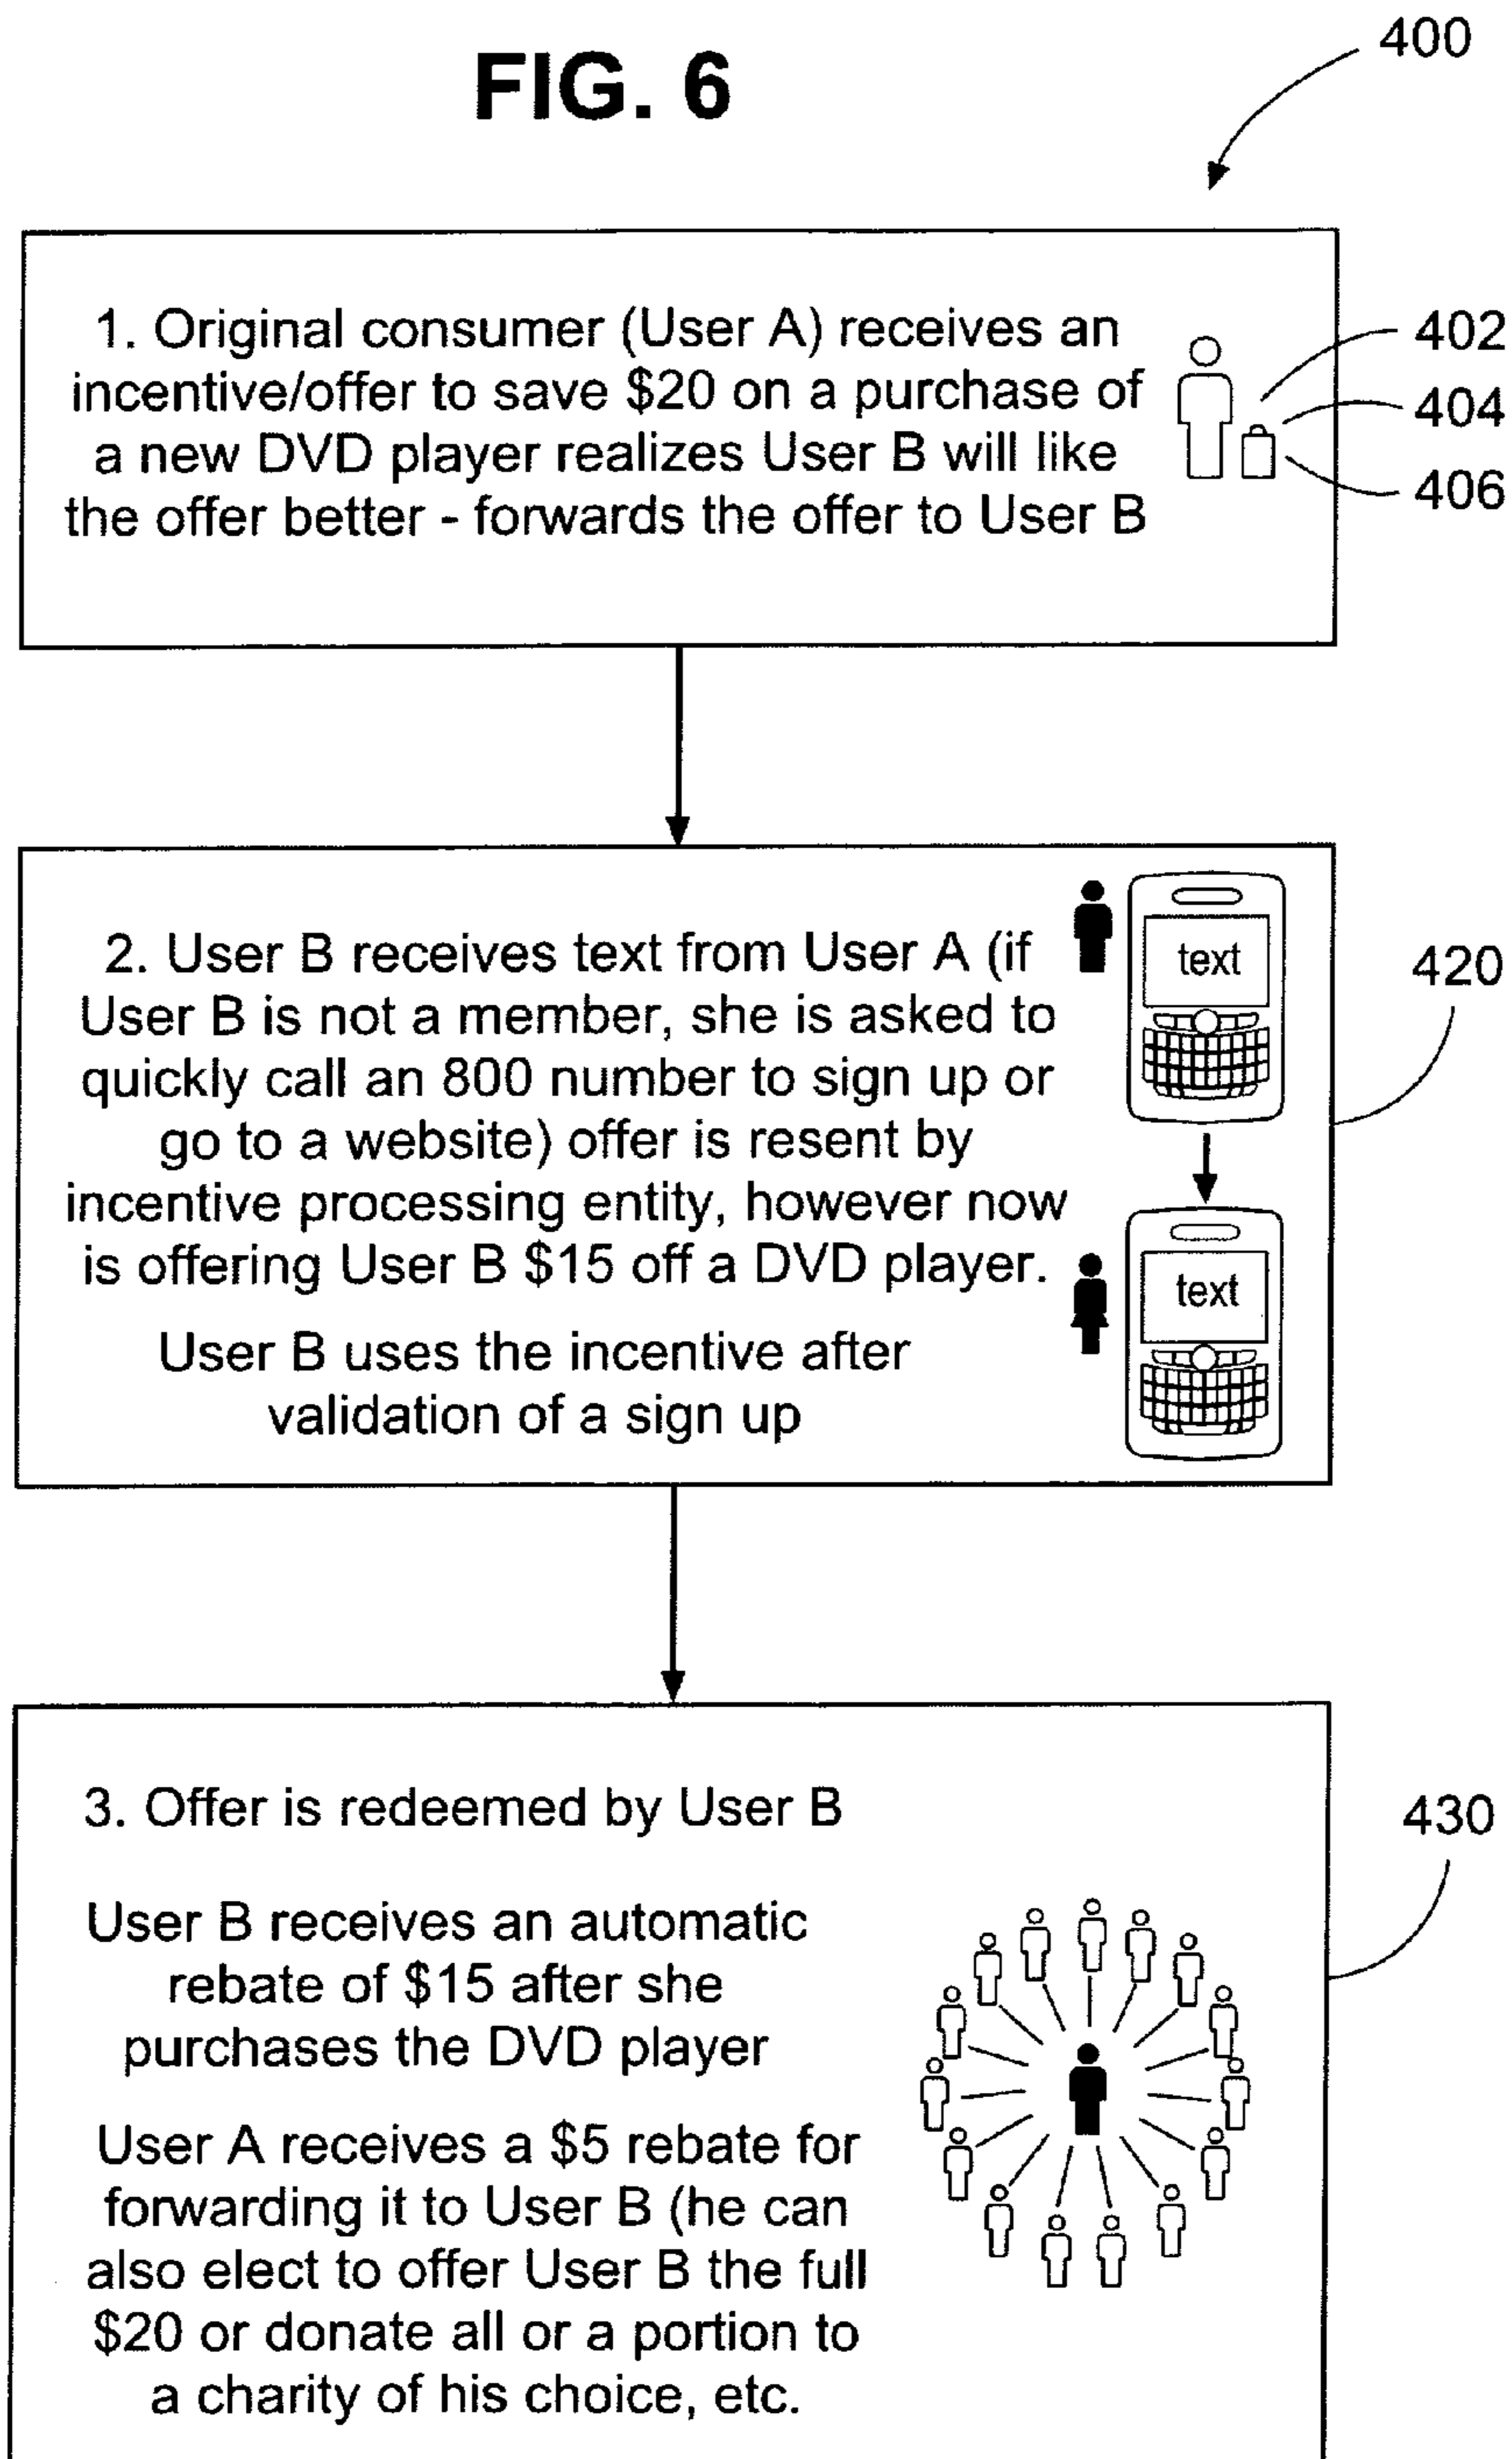 FIG. 6
400
1. Original consumer (User A) receives an
incentive/offer to save $20 on a purchase of
a new DVD player realizes User B will like
the offer better - forwards the offer to User B
402
404
406
2. User B receives text from User A (if
User B is not a member, she is asked to
quickly call an 800 number to sign up or
go to a website) offer is resent by
incentive processing entity, however now
is offering User B $15 off a DVD player.
User B uses the incentive after
validation of a sign up
text
text
420
3. Offer is redeemed by User B
User B receives an automatic
rebate of $15 after she
purchases the DVD player
User A receives a $5 rebate for
forwarding it to User B (he can
also elect to offer User B the full
$20 or donate all or a portion to
a charity of his choice, etc.
430